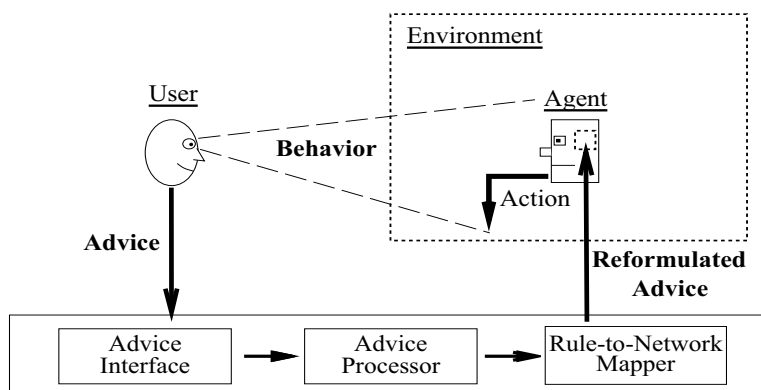 Environment
User
Agent
Behavior
Action
Advice
Reformulated
Advice
Advice
Interface
Advice
Processor
Rule-to-Network
Mapper